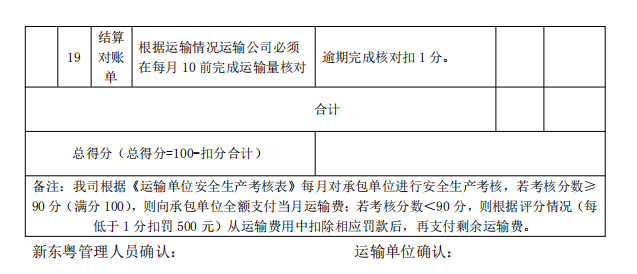 19
结算
对账
单
根据运输情况运输公司必须
在每月 10 前完成运输量核对
逾期完成核对扣 1 分。
合计
总得分（总得分=100-扣分合计）
备注：我司根据《运输单位安全生产考核表》每月对承包单位进行安全生产考核，若考核分数≥
90 分（满分 100），则向承包单位全额支付当月运输费；若考核分数＜90 分，则根据评分情况（每
低于 1 分扣罚 500 元）从运输费用中扣除相应罚款后，再支付剩余运输费。
新东粤管理人员确认：
运输单位确认：